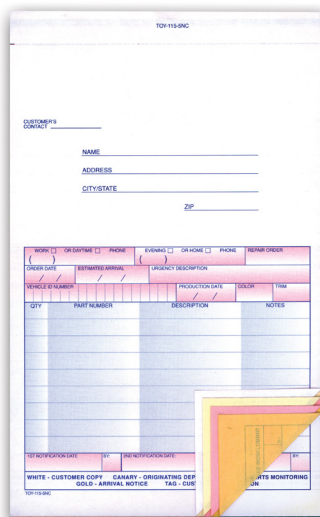 TOY-115-SNC
CUSTOMER'S
CONTACT
NAME
ADDRESS
CITY/STATE
ZIP
WORK OR DAYTIME PHONE EVENING OR HOME PHONE REPAIR ORDER
( ) ( )
ORDER DATE ESTIMATED ARRIVAL URGENCY DESCRIPTION
/ / / /
VEHICLE ID NUMBER PRODUCTION DATE COLOR TRIM
/ /
QTY PART NUMBER DESCRIPTION NOTES
1ST NOTIFICATION DATE BY: 2ND NOTIFICATION DATE: BY:
WHITE - CUSTOMER COPY CANARY - ORIGINATING DEP RTS MONITORING
GOLD - ARRIVAL NOTICE TAG - CUST ON
TOY-115-SNC